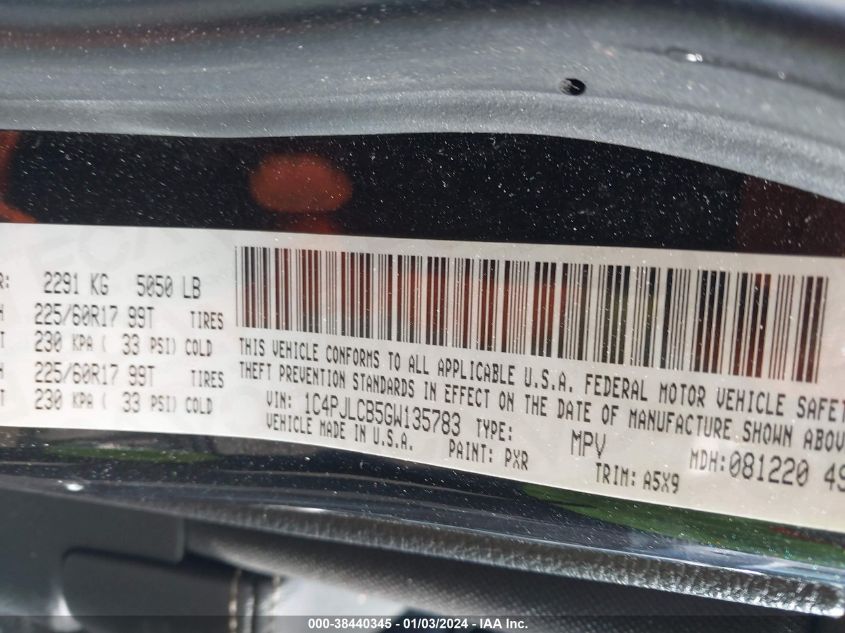 R: 2291 KG 5050 LB
H 225/60R17 99T TIRES
T 230 KPA ( 33 PSI) COLD
H 225/60R17 99T TIRES
T 230 KPA ( 33 PSI) COLD
THIS VEHICLE CONFORMS TO ALL APPLICABLE U.S.A. FEDERAL MOTOR VEHICLE SAFET
THEFT PREVENTION STANDARDS IN EFFECT ON THE DATE OF MANUFACTURE SHOWN ABOV
VIN: 1C4PJLCB5GW135783 TYPE: MPV MDH:081220 49
VEHICLE MADE IN U.S.A. PAINT: PXR TRIM: A5X9
000-38440345 - 01/03/2024 - IAA Inc.